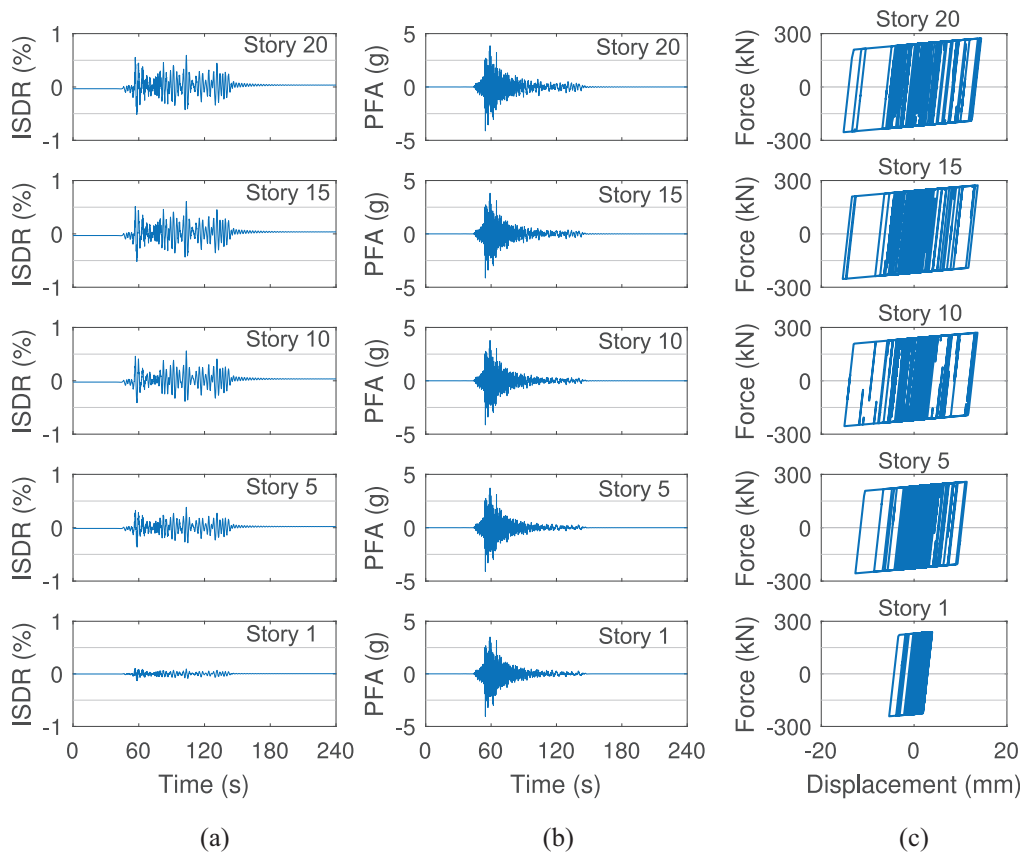 Story 20
1
0
-1
ISDR (%)
Story 20
5
0
-5
PFA (g)
Story 20
300
0
-300
Force (kN)
Story 15
1
0
-1
ISDR (%)
Story 15
5
0
-5
PFA (g)
Story 15
300
0
-300
Force (kN)
Story 10
1
0
-1
ISDR (%)
Story 10
5
0
-5
PFA (g)
Story 10
300
0
-300
Force (kN)
Story 5
1
0
-1
ISDR (%)
Story 5
5
0
-5
PFA (g)
Story 5
300
0
-300
Force (kN)
Story 1
1
0
-1
ISDR (%)
0 60 120 180 240
Time (s)
Story 1
5
0
-5
PFA (g)
0 60 120 180 240
Time (s)
Story 1
300
0
-300
Force (kN)
-20 0 20
Displacement (mm)
(a) (b) (c)